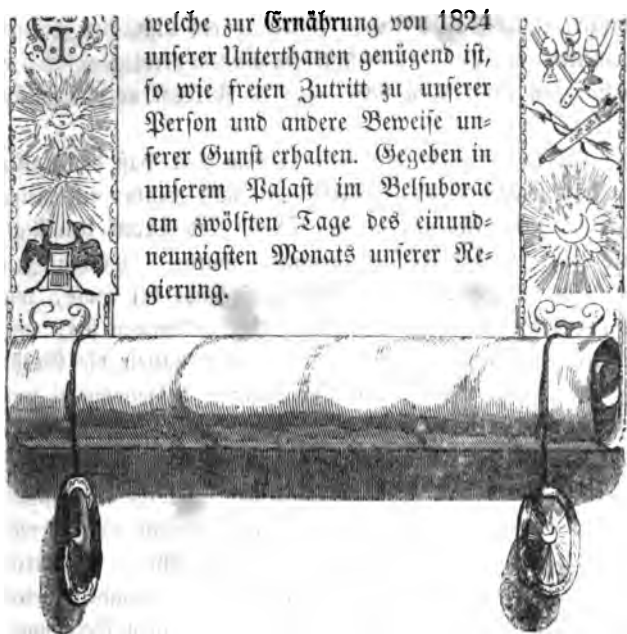 welche zur Ernährung von 1824
unserer Unterthanen genügend ist,
so wie freien Zutritt zu unserer
Person und andere Beweise un-
serer Gunst erhalten. Gegeben in
unserem Palast im Belsuborac
am zwölften Tage des einund-
neunzigsten Monats unserer Re-
gierung.